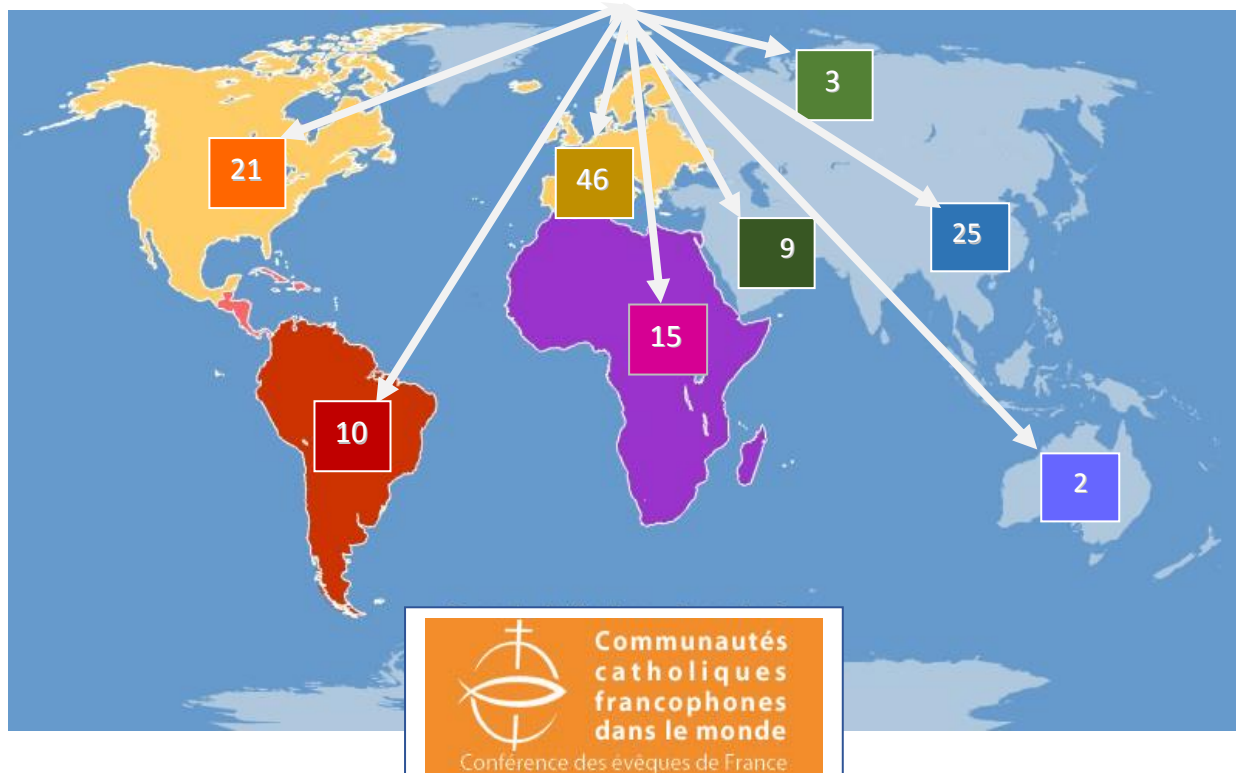 3
21
46
25
9
15
10
2
Communautés
catholiques
francophones
dans le monde
Conférence des évêques de France